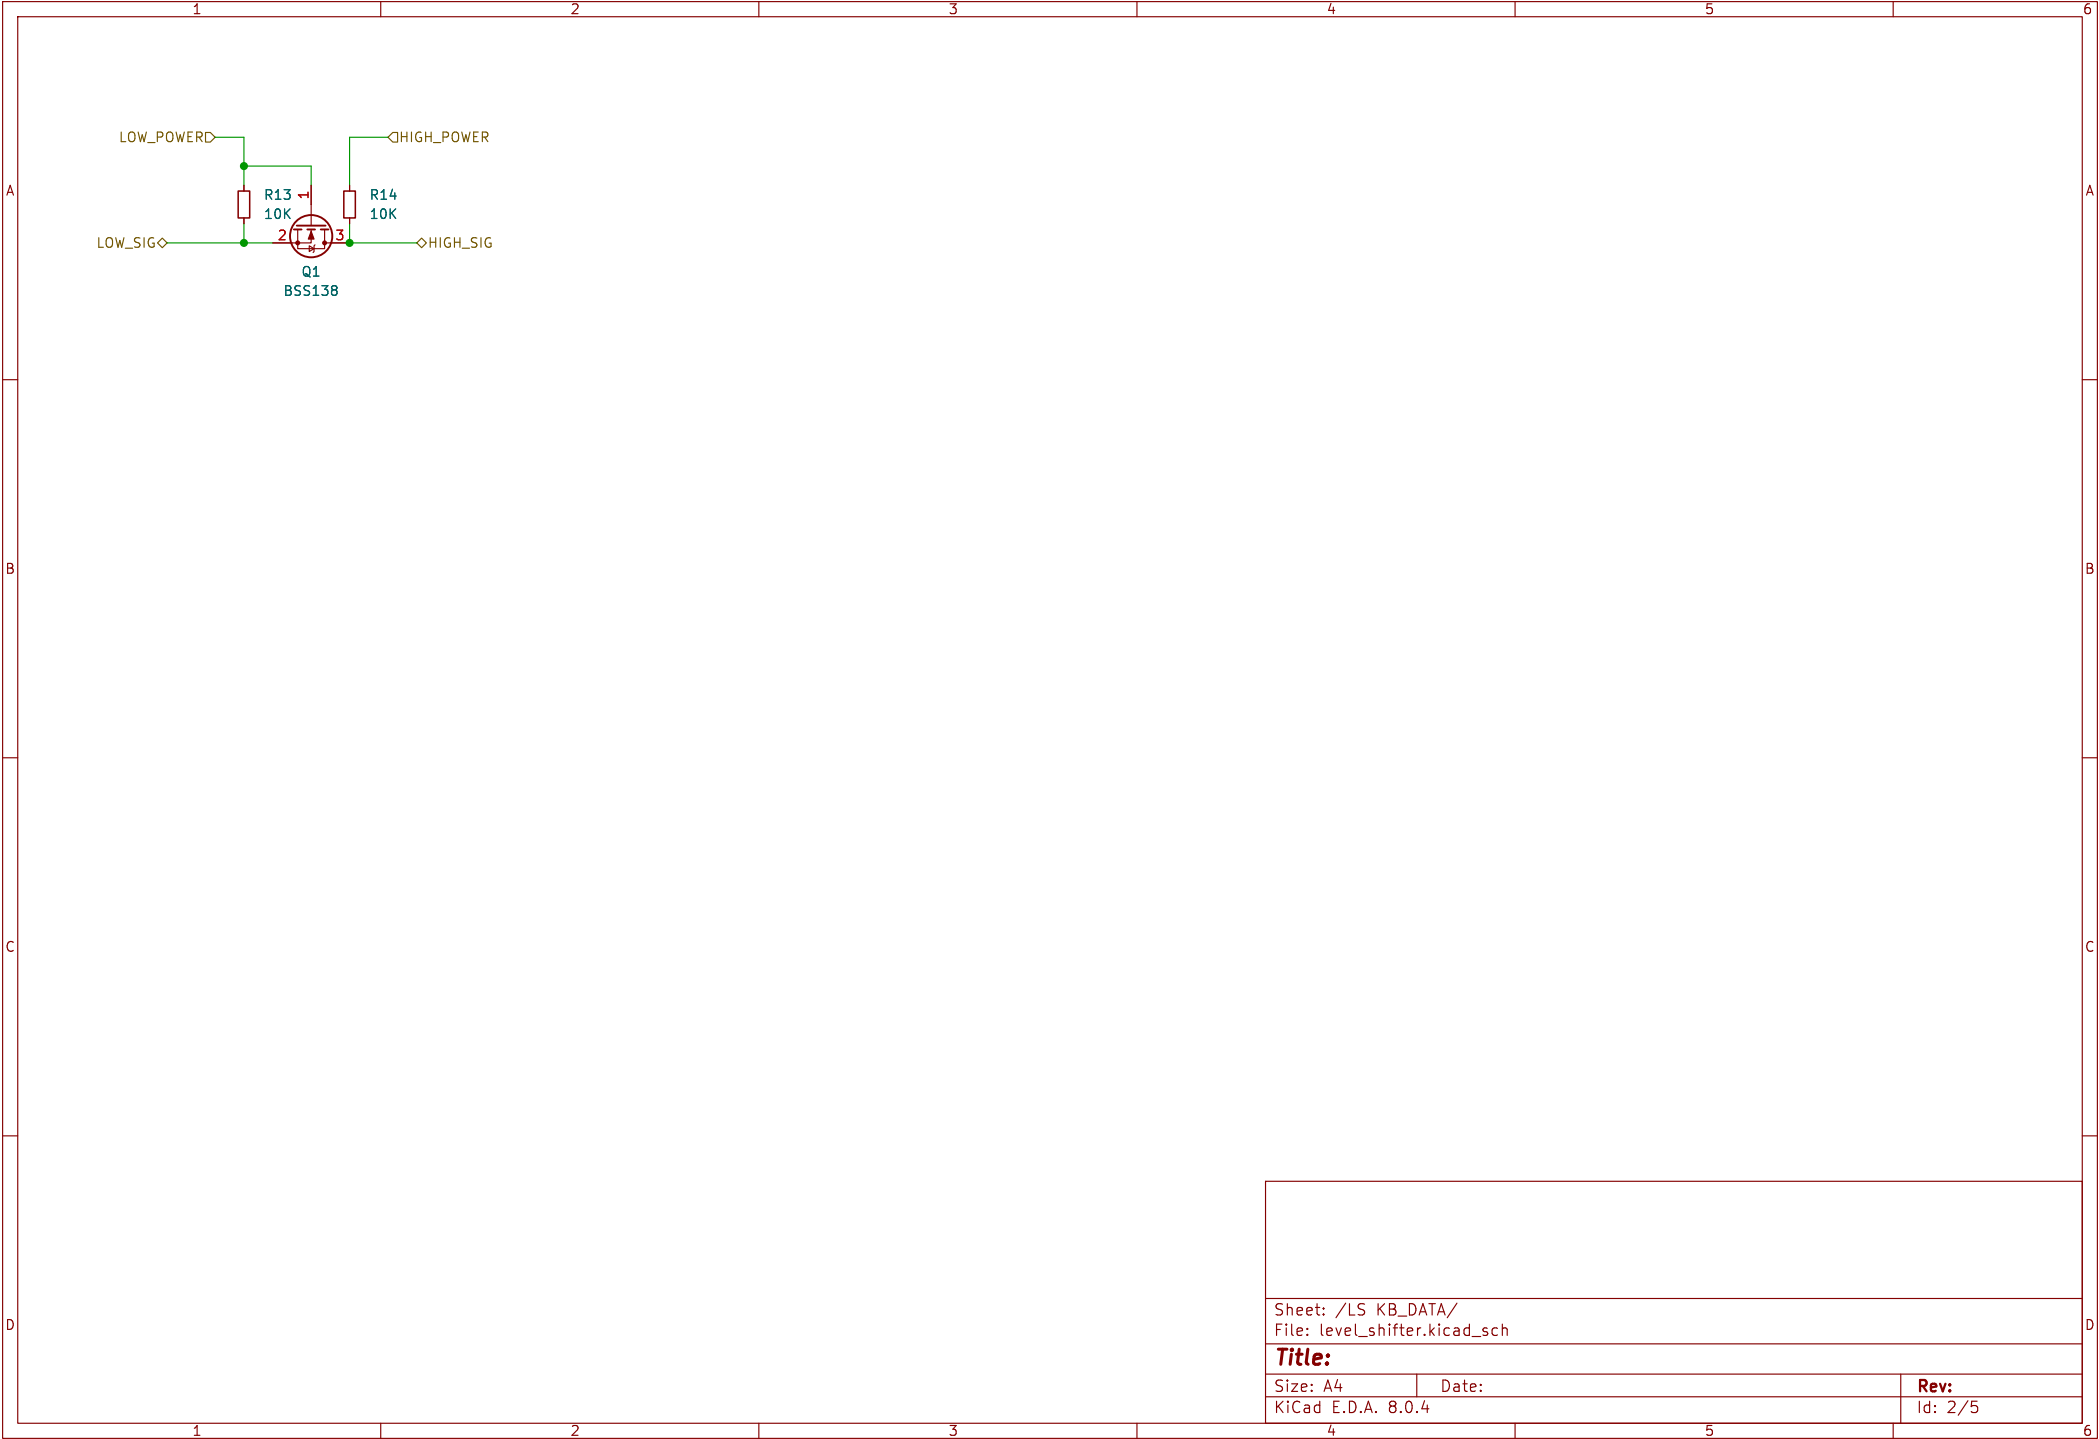 1 2 3 4 5 6
LOW_POWER
HIGH_POWER
A
R13
10K
1
R14
10K
A
LOW_SIG
2
3
HIGH_SIG
Q1
BSS138
B
B
C
C
D
D
Sheet: /LS KB_DATA/
File: level_shifter.kicad_sch
Title:
Size: A4
Date:
Rev:
KiCad E.D.A. 8.0.4
Id: 2/5
1 2 3 4 5 6